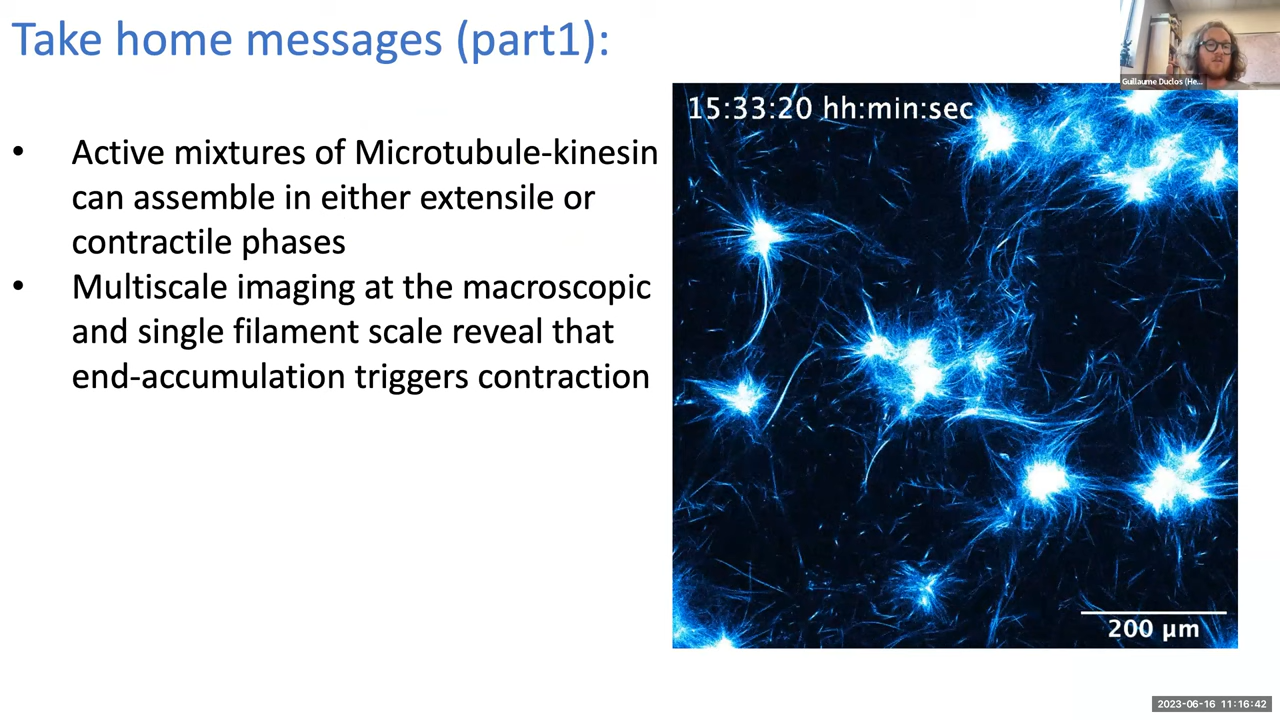 Take home messages (part1):
Guillaume Duclos (He...
15:33:20 hh:min:sec
• Active mixtures of Microtubule-kinesin
can assemble in either extensile or
contractile phases
• Multiscale imaging at the macroscopic
and single filament scale reveal that
end-accumulation triggers contraction
200 µm
2023-06-16 11:16:42